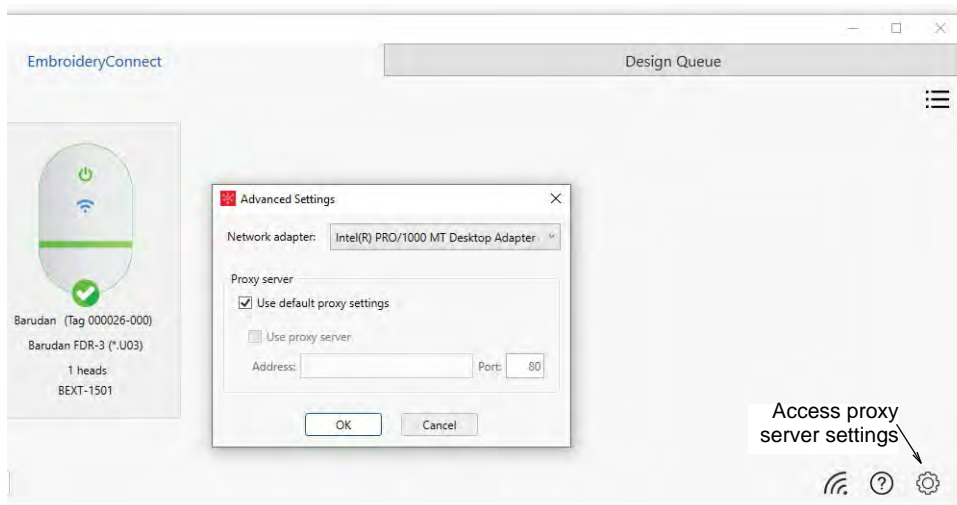 EmbroideryConnect
Design Queue
Advanced Settings
Network adapter: Intel(R) PRO/1000 MT Desktop Adapter
Proxy server
Use default proxy settings
Use proxy server
Address: Port: 80
OK Cancel
Barudan (Tag 000026-000)
Barudan FDR-3 (*.U03)
1 heads
BEXT-1501
Access proxy
server settings